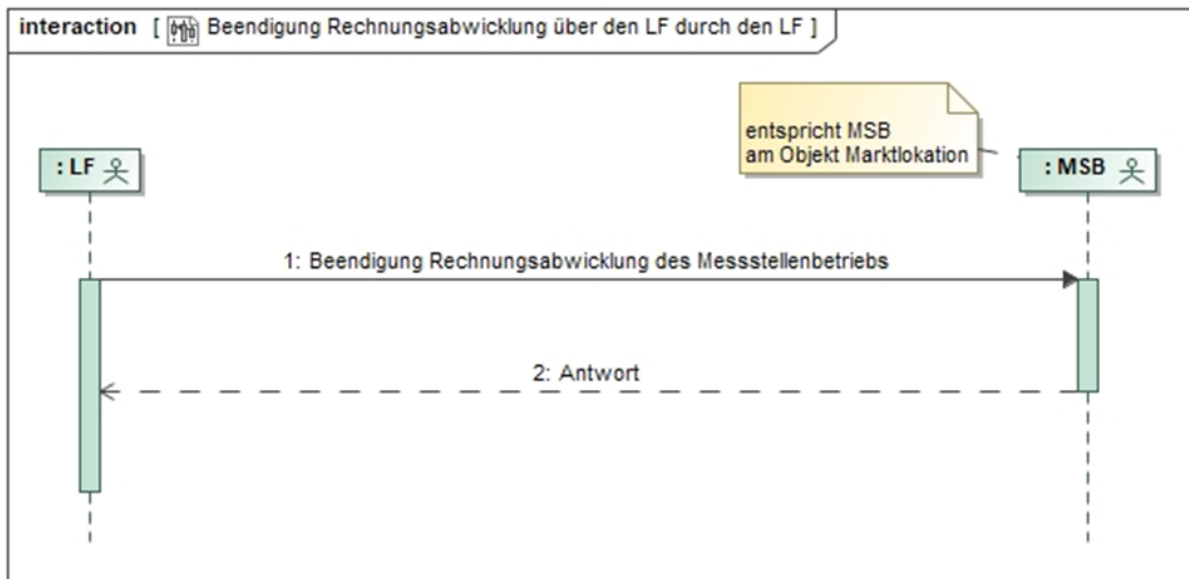 interaction [ Beendigung Rechnungsabwicklung über den LF durch den LF ]
entspricht MSB
am Objekt Marktlokation
: LF
: MSB
1: Beendigung Rechnungsabwicklung des Messstellenbetriebs
2: Antwort